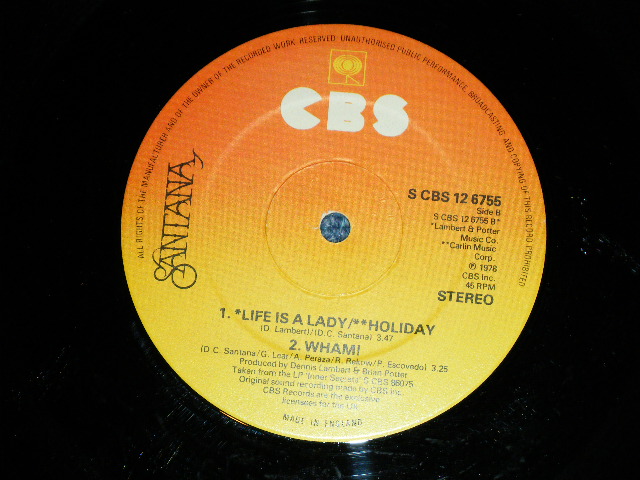 ALL RIGHTS OF THE MANUFACTURER AND OF THE OWNER OF THE RECORDED WORK RESERVED. UNAUTHORISED PUBLIC PERFORMANCE, BROADCASTING AND COPYING OF THIS RECORD PROHIBITED
CBS
SANTANA
S CBS 12 6755
Side B
S CBS 12 6755 B*
*Lambert & Potter
Music Co.
**Carlin Music
Corp.
℗ 1978
CBS Inc.
45 RPM
STEREO
1. *LIFE IS A LADY/**HOLIDAY
(D. Lambert)/(D.C. Santana) 3.47
2. WHAM!
(D.C. Santana/G. Lear/A. Peraza/R. Rekow/P. Escovedo) 3.25
Produced by Dennis Lambert & Brian Potter
Taken from the LP 'Inner Secrets' S CBS 86075
Original sound recording made by CBS Inc.
CBS Records are the exclusive
licensees for the UK
MADE IN ENGLAND